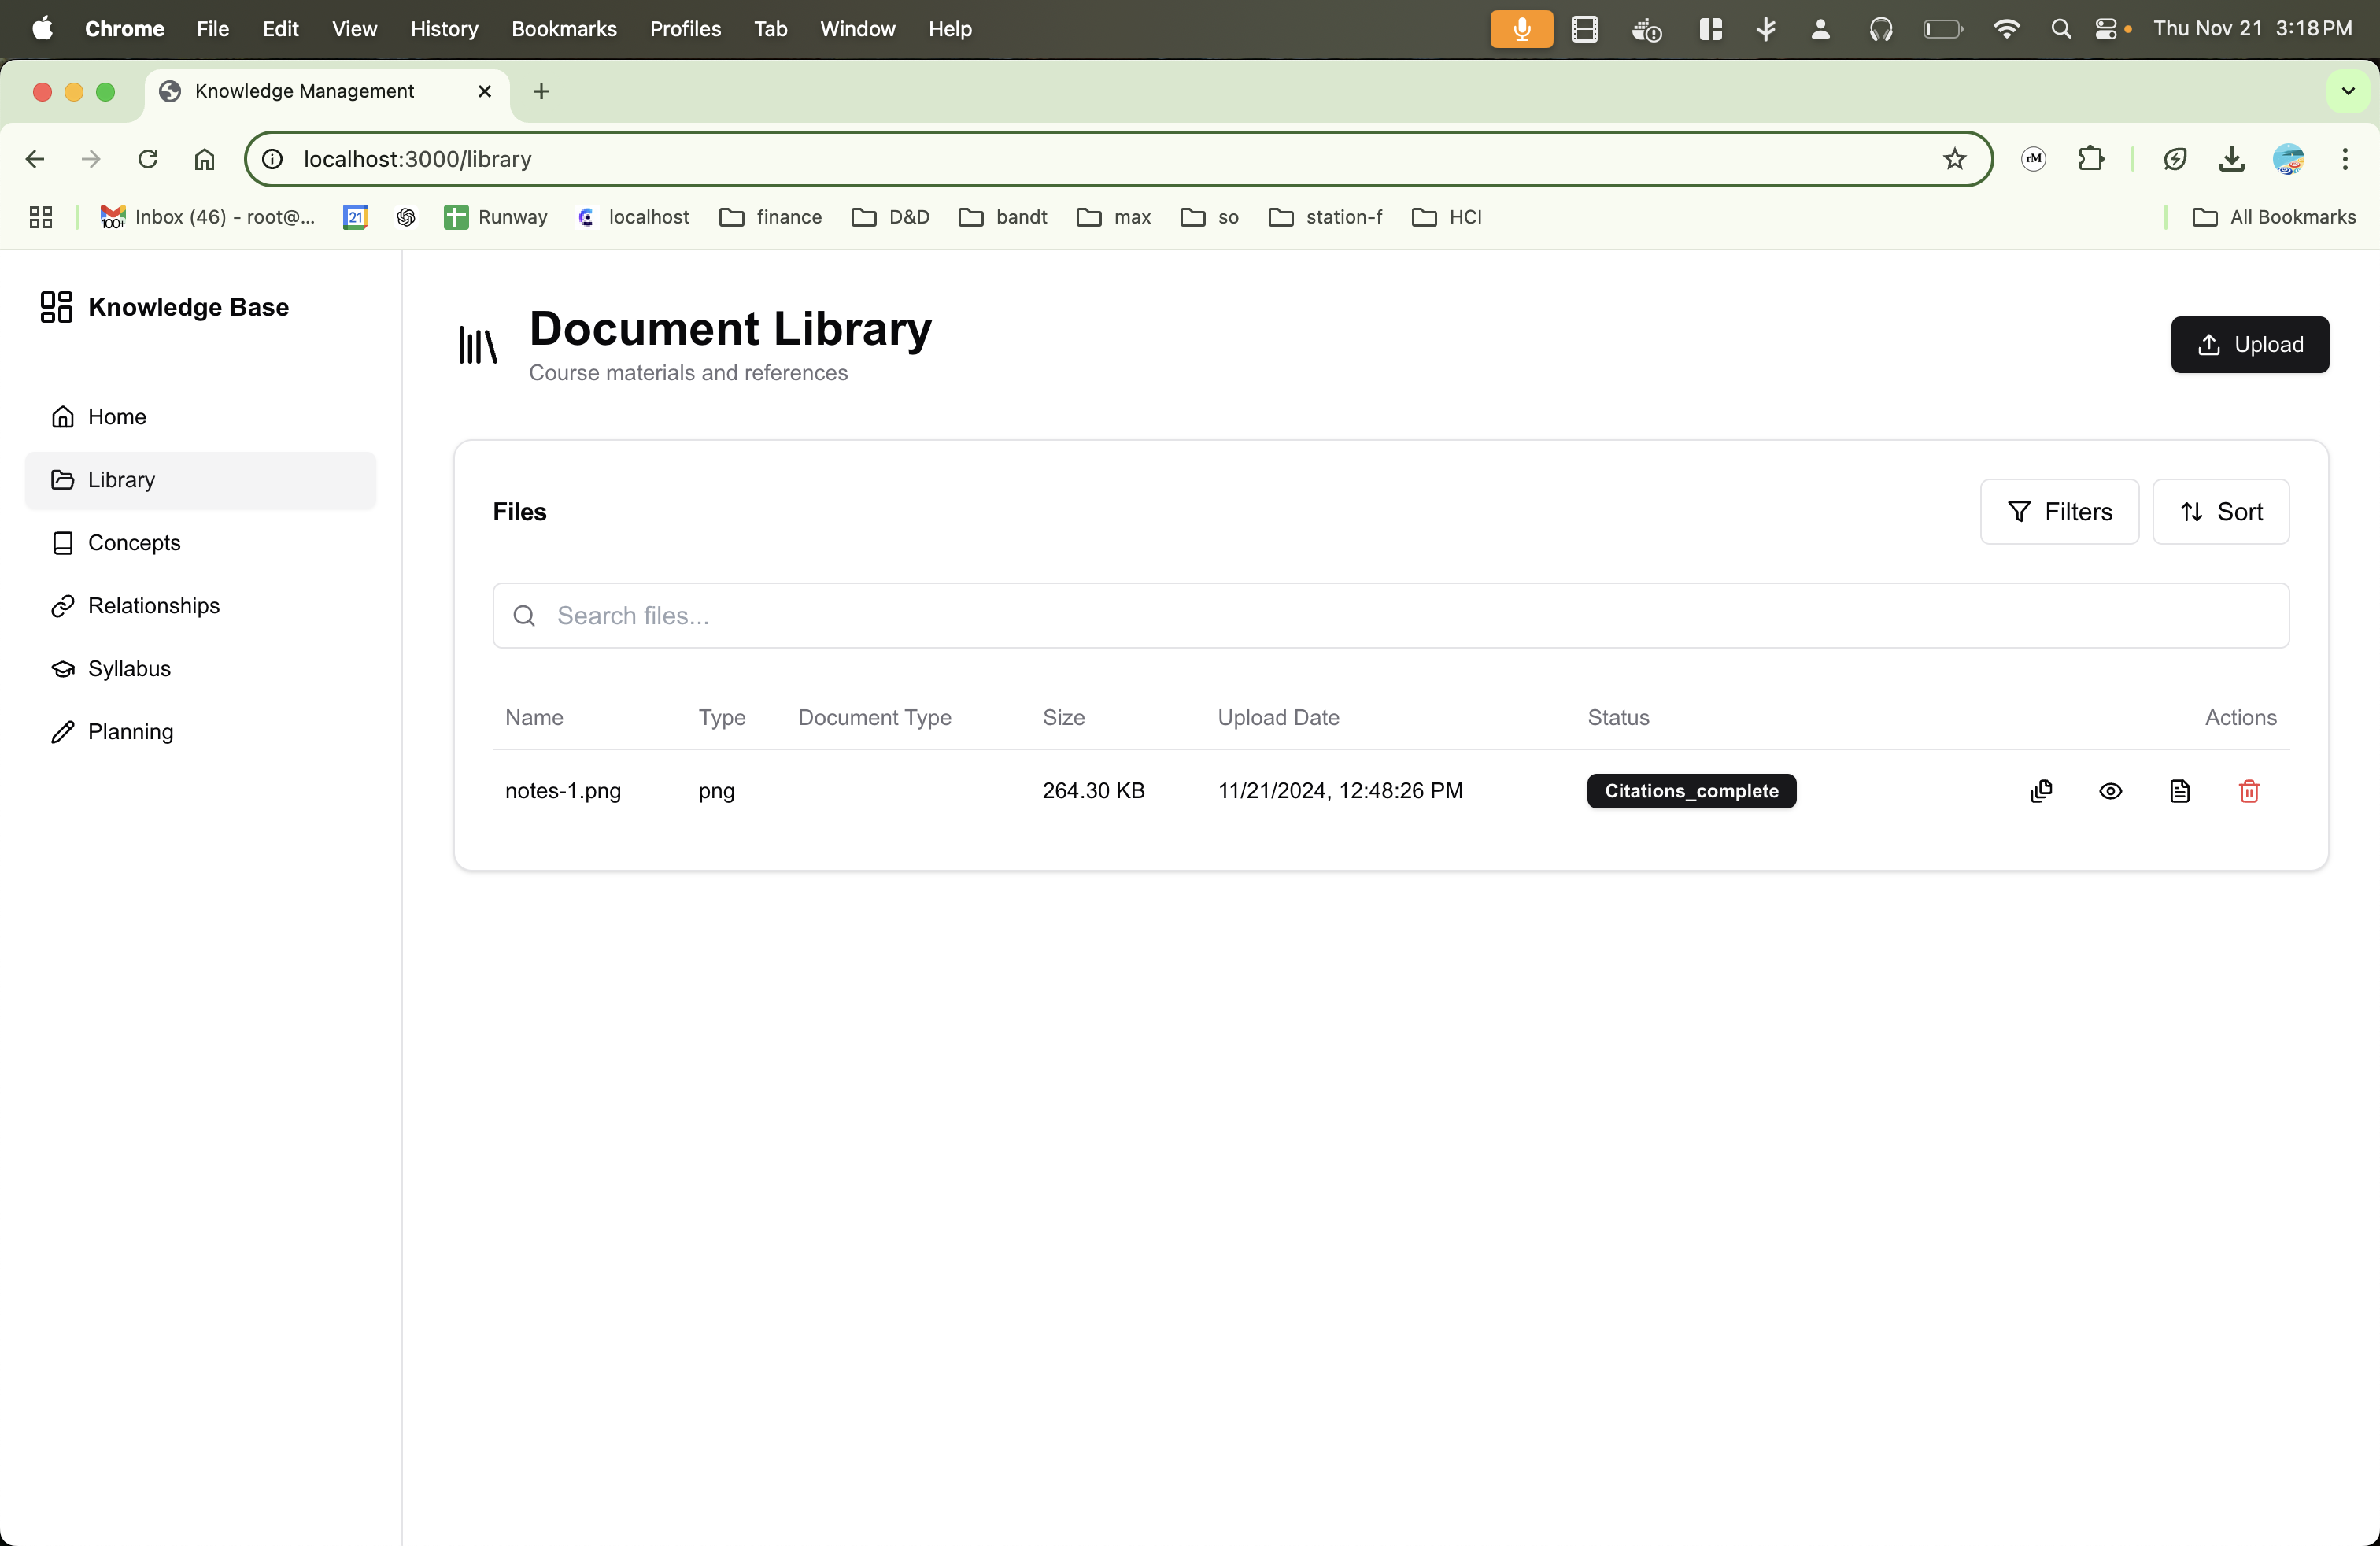 Chrome File Edit View History Bookmarks Profiles Tab Window Help Thu Nov 21 3:18 PM
Knowledge Management
localhost:3000/library
rM
100+ Inbox (46) - root@... 21 Runway localhost finance D&D bandt max so station-f HCI All Bookmarks
Knowledge Base
Home
Library
Concepts
Relationships
Syllabus
Planning
Document Library
Course materials and references
Upload
Files
Filters
Sort
Search files...
Name Type Document Type Size Upload Date Status Actions
notes-1.png png 264.30 KB 11/21/2024, 12:48:26 PM Citations_complete